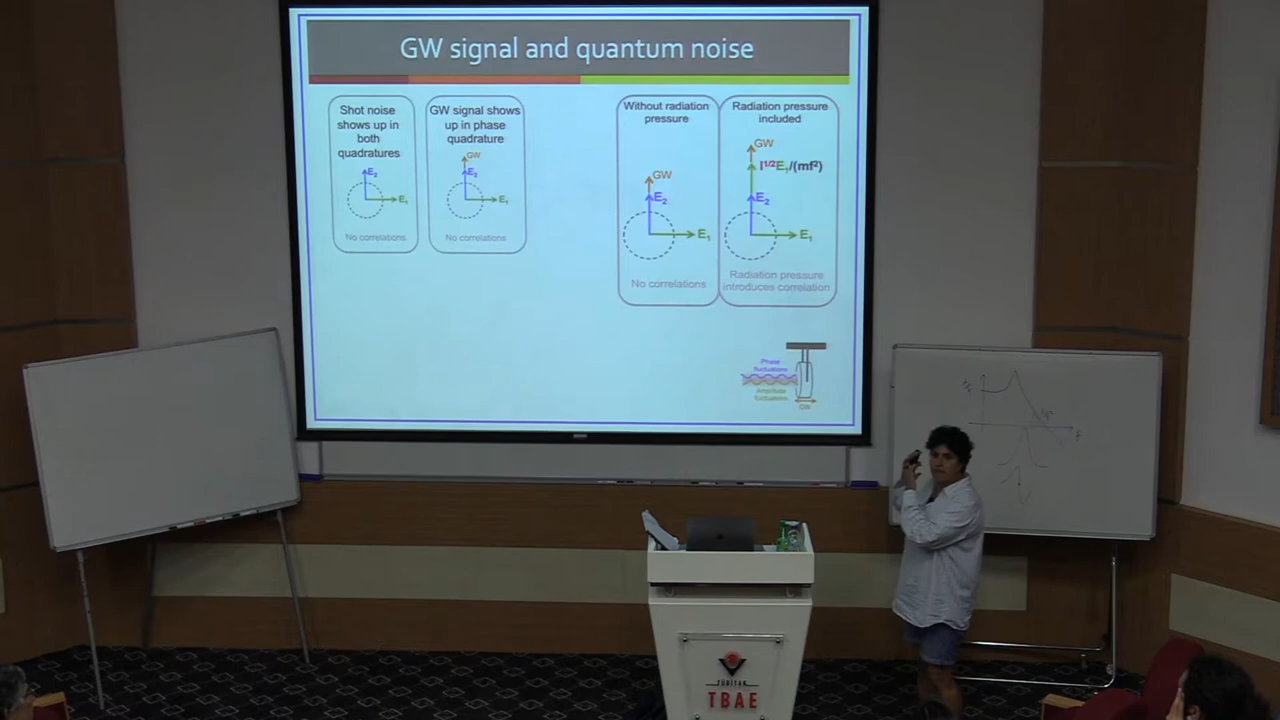 GW signal and quantum noise
Shot noise
shows up in
both
quadratures
E₂
E₁
No correlations
GW signal shows
up in phase
quadrature
GW
E₂
E₁
No correlations
Without radiation
pressure
GW
E₂
E₁
No correlations
Radiation pressure
included
GW
I¹ᐟ²E₁/(mf²)
E₂
E₁
Radiation pressure
introduces correlation
Phase
fluctuations
Amplitude
fluctuations
GW
TÜBİTAK
TBAE